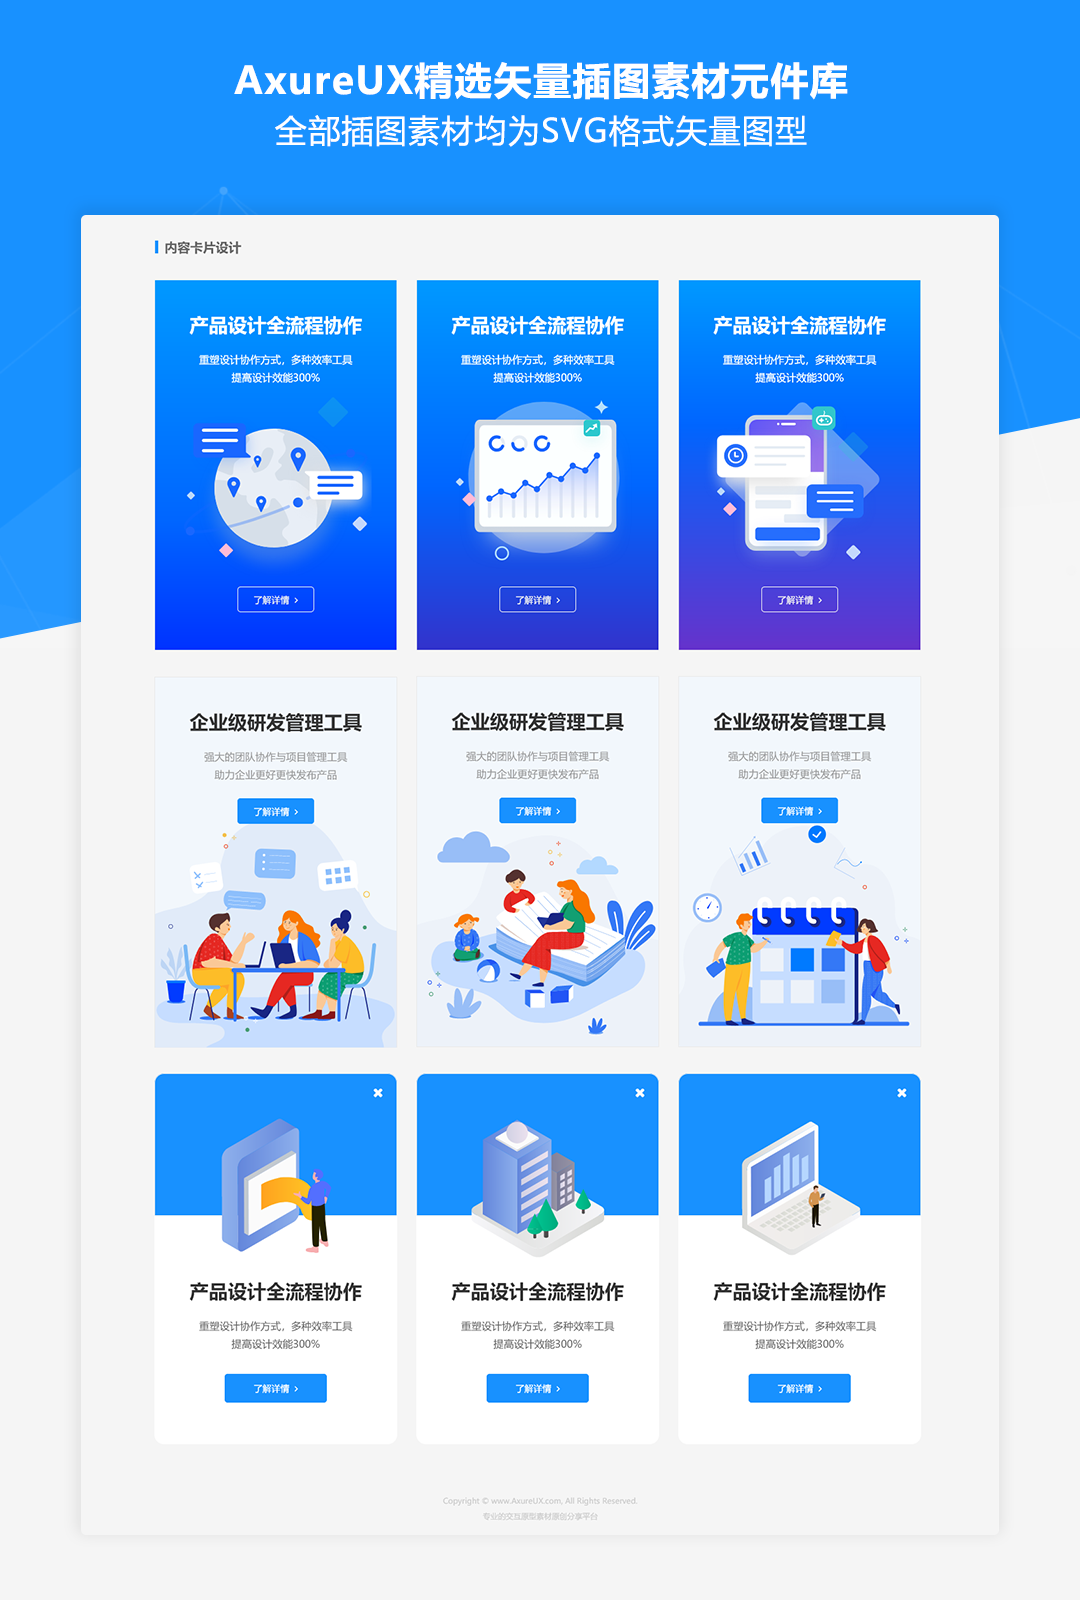 AxureUX精选矢量插图素材元件库
全部插图素材均为SVG格式矢量图型
内容卡片设计
产品设计全流程协作
重塑设计协作方式，多种效率工具
提高设计效能300%
了解详情 >
产品设计全流程协作
重塑设计协作方式，多种效率工具
提高设计效能300%
了解详情 >
产品设计全流程协作
重塑设计协作方式，多种效率工具
提高设计效能300%
了解详情 >
企业级研发管理工具
强大的团队协作与项目管理工具
助力企业更好更快发布产品
了解详情 >
企业级研发管理工具
强大的团队协作与项目管理工具
助力企业更好更快发布产品
了解详情 >
企业级研发管理工具
强大的团队协作与项目管理工具
助力企业更好更快发布产品
了解详情 >
产品设计全流程协作
重塑设计协作方式，多种效率工具
提高设计效能300%
了解详情 >
产品设计全流程协作
重塑设计协作方式，多种效率工具
提高设计效能300%
了解详情 >
产品设计全流程协作
重塑设计协作方式，多种效率工具
提高设计效能300%
了解详情 >
Copyright © www.AxureUX.com, All Rights Reserved.
专业的交互原型素材原创分享平台